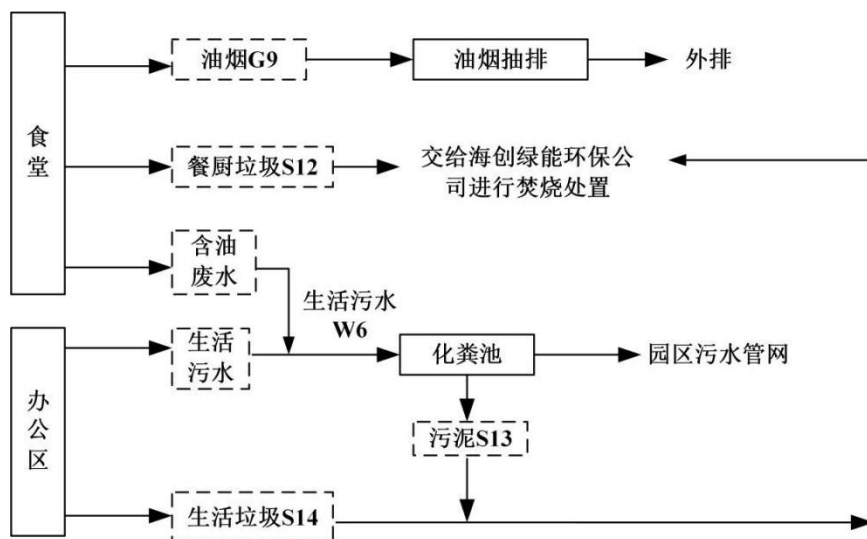 食堂
油烟G9
油烟抽排
外排
餐厨垃圾S12
交给海创绿能环保公
司进行焚烧处置
含油
废水
生活污水
W6
办公区
生活
污水
化粪池
园区污水管网
污泥S13
生活垃圾S14